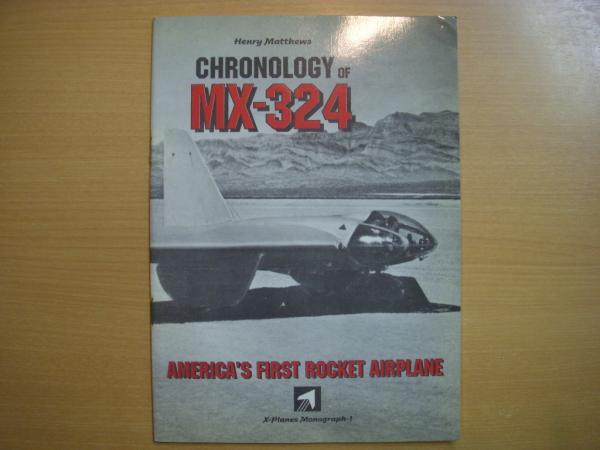 Henry Matthews
CHRONOLOGY OF
MX-324
AMERICA'S FIRST ROCKET AIRPLANE
X-Planes Monograph-1